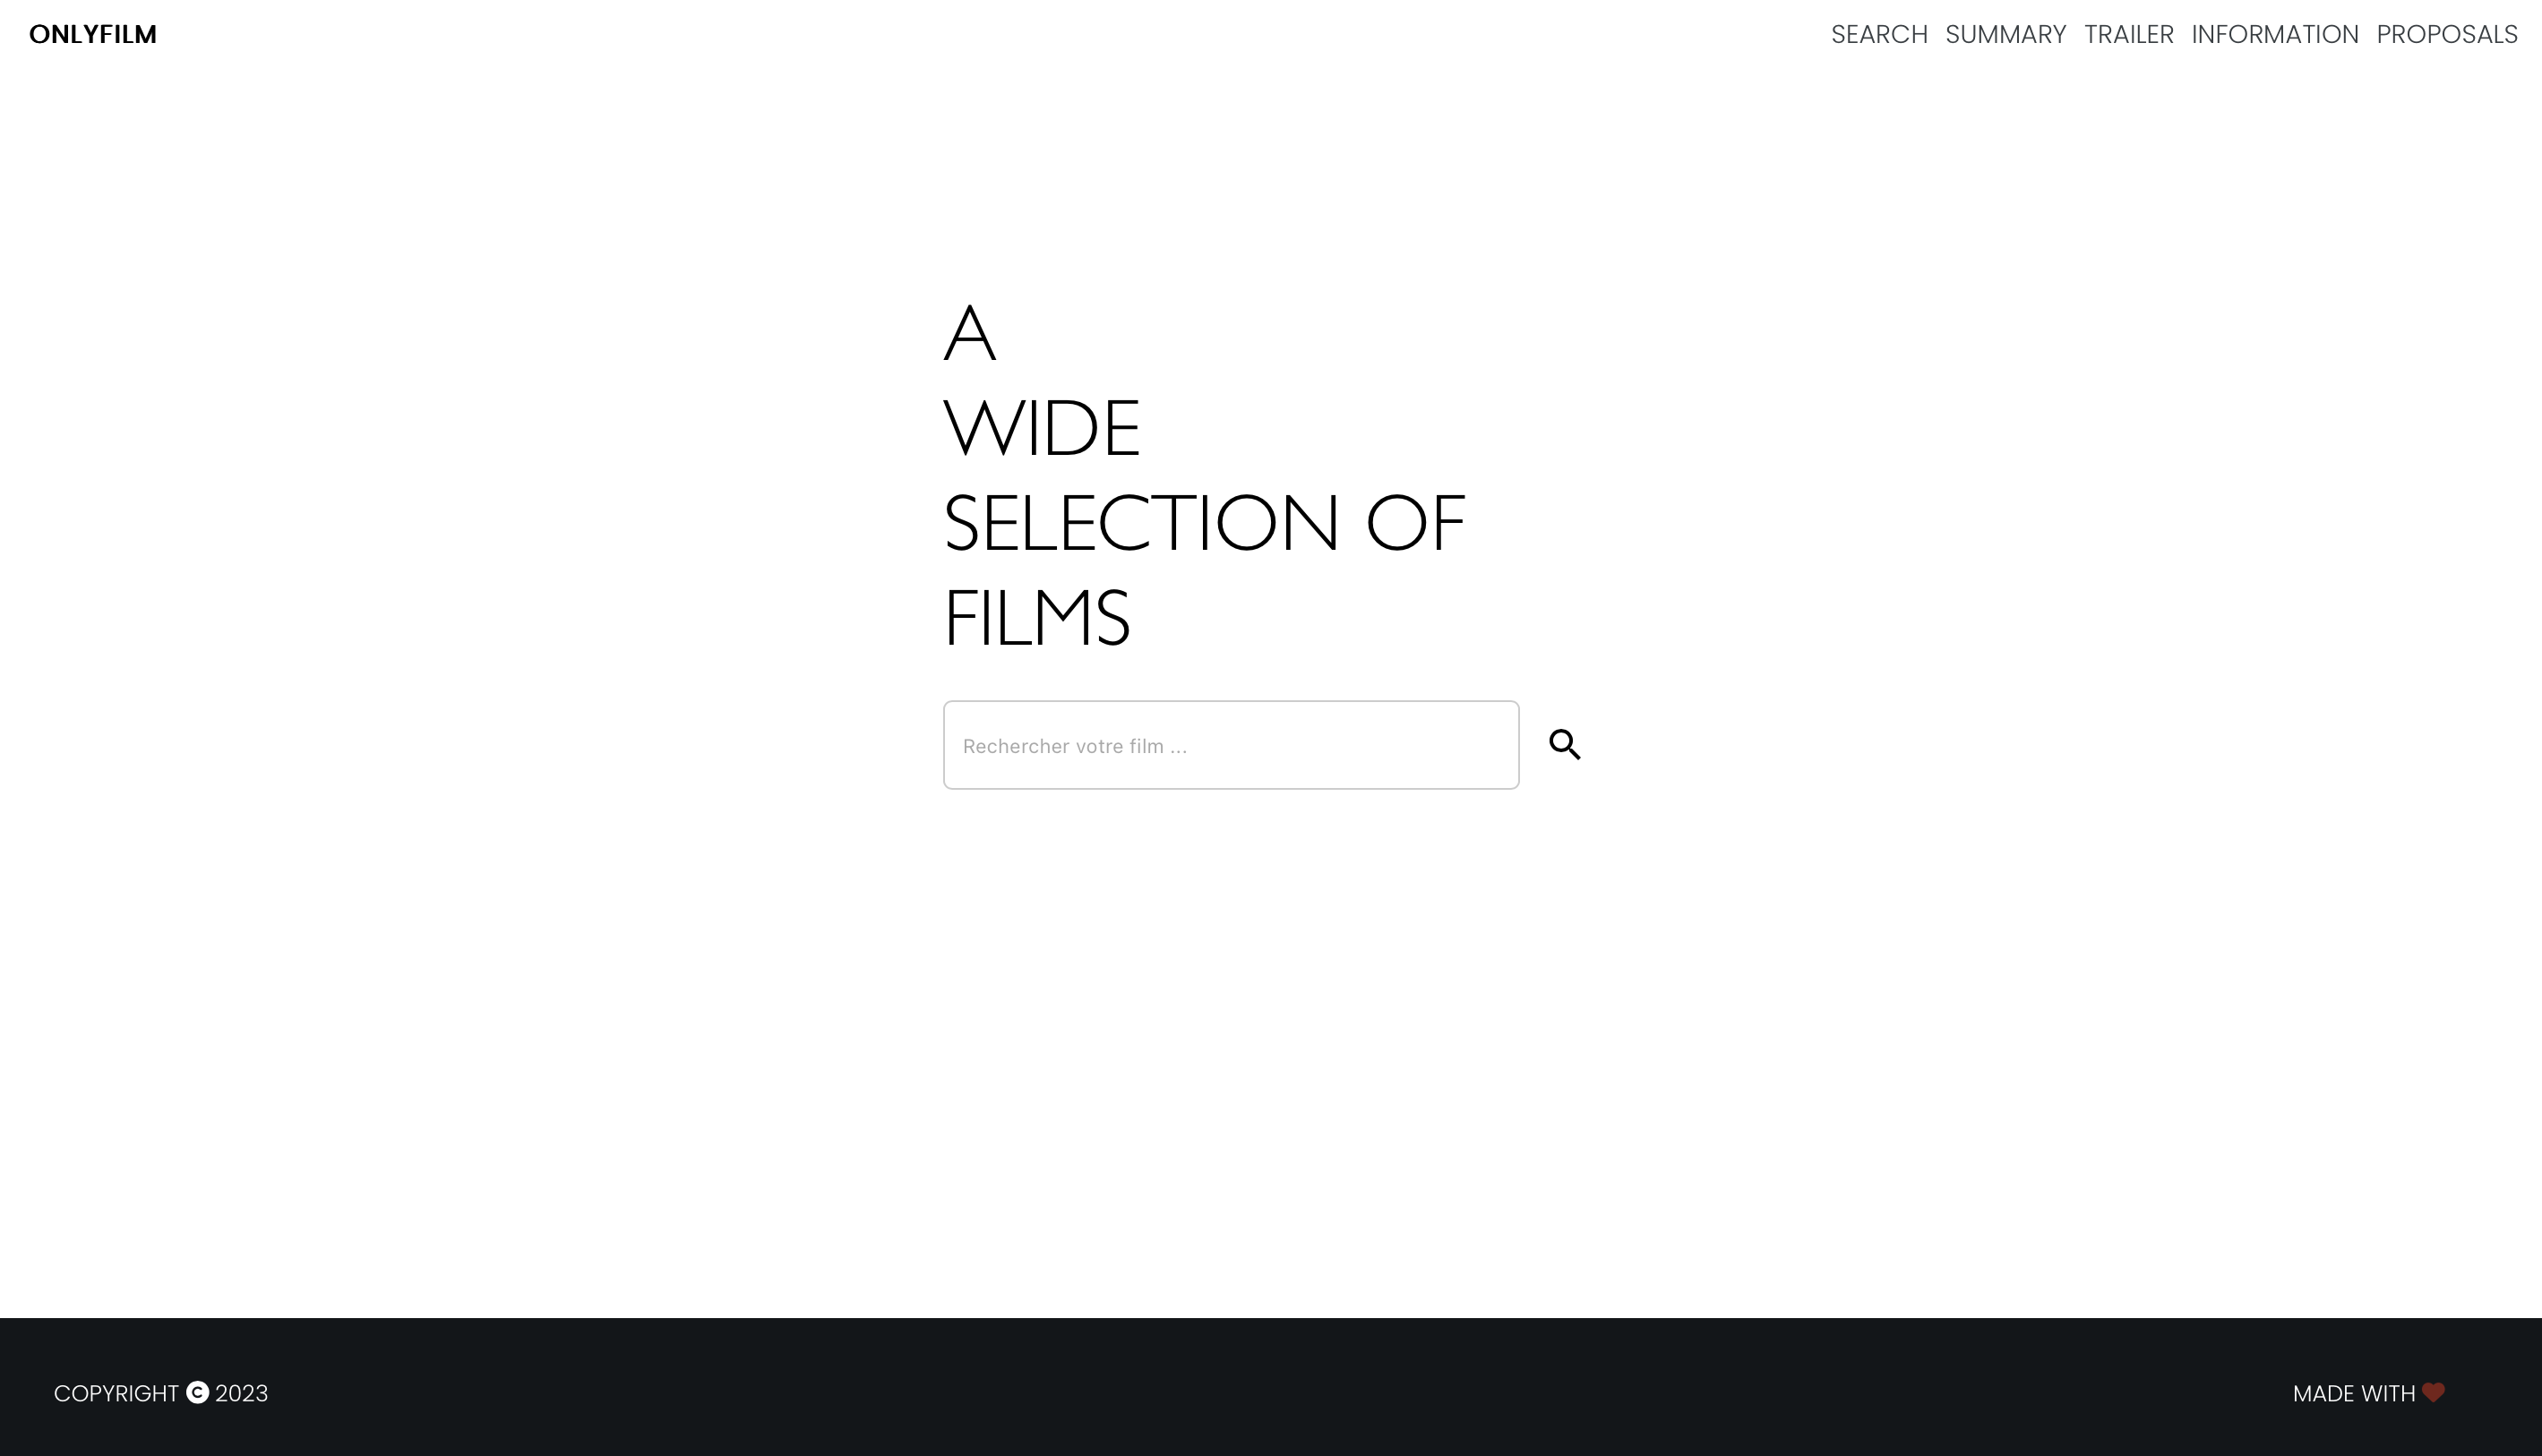 ONLYFILM
SEARCH SUMMARY TRAILER INFORMATION PROPOSALS
A
WIDE
SELECTION OF
FILMS
Rechercher votre film ...
COPYRIGHT © 2023
MADE WITH